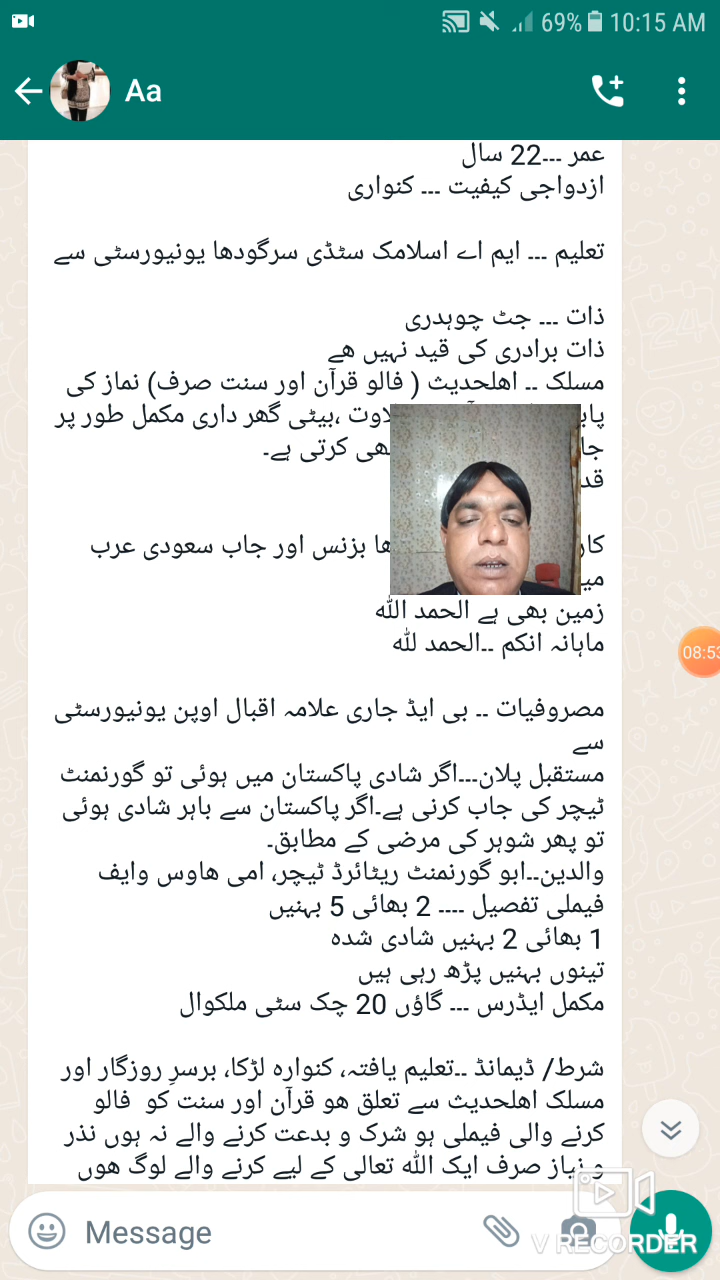 69% 10:15 AM
Aa
عمر ۔۔۔22 سال
ازدواجی کیفیت ۔۔۔ کنواری
تعلیم ۔۔۔ ایم اے اسلامک سٹڈی سرگودھا یونیورسٹی سے
ذات ۔۔۔ جٹ چوہدری
ذات برادری کی قید نہیں ھے
مسلک ۔۔ اھلحدیث ( فالو قرآن اور سنت صرف) نماز کی
،بیٹی گھر داری مکمل طور پر
کرتی ہے۔
بزنس اور جاب سعودی عرب
زمین بھی ہے الحمد اللّٰہ
ماہانہ انکم ۔۔الحمد للّٰہ
مصروفیات ۔۔ بی ایڈ جاری علامہ اقبال اوپن یونیورسٹی
سے
مستقبل پلان۔۔۔اگر شادی پاکستان میں ہوئی تو گورنمنٹ
ٹیچر کی جاب کرنی ہے۔اگر پاکستان سے باہر شادی ہوئی
تو پھر شوہر کی مرضی کے مطابق۔
والدین۔۔ابو گورنمنٹ ریٹائرڈ ٹیچر، امی ھاوس وایف
فیملی تفصیل ۔۔۔۔ 2 بھائی 5 بہنیں
1 بھائی 2 بہنیں شادی شدہ
تینوں بہنیں پڑھ رہی ہیں
مکمل ایڈرس ۔۔۔ گاؤں 20 چک سٹی ملکوال
شرط/ ڈیمانڈ ۔۔تعلیم یافتہ، کنوارہ لڑکا، برسرِ روزگار اور
مسلک اھلحدیث سے تعلق ھو قرآن اور سنت کو فالو
کرنے والی فیملی ہو شرک و بدعت کرنے والے نہ ہوں نذر
و نیاز صرف ایک اللّٰہ تعالی کے لیے کرنے والے لوگ ھوں
08:53
Message
V RECORDER